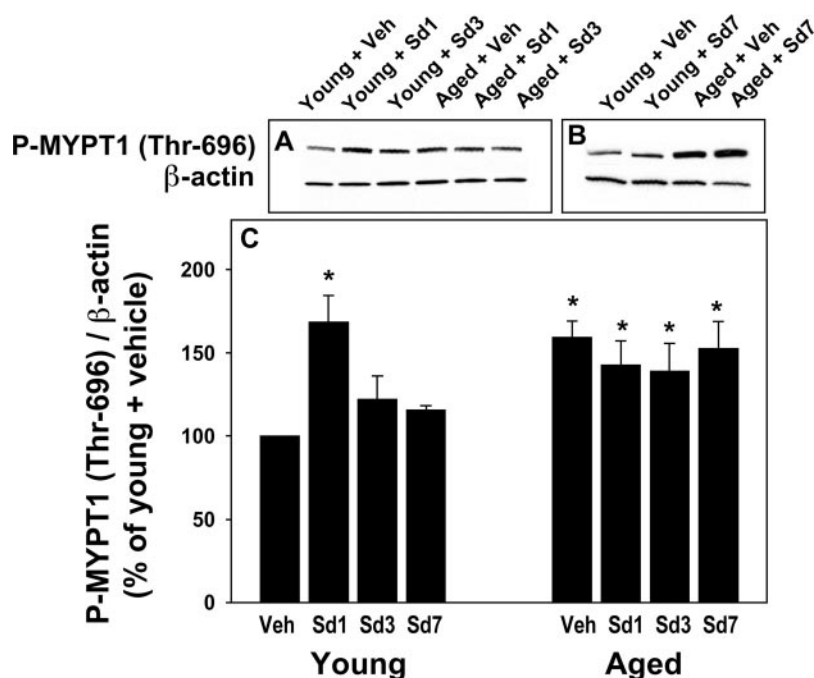 Young + Veh
Young + Sd1
Young + Sd3
Aged + Veh
Aged + Sd1
Aged + Sd3
Young + Veh
Young + Sd7
Aged + Veh
Aged + Sd7
P-MYPT1 (Thr-696)
β-actin
A
B
C
P-MYPT1 (Thr-696) / β-actin
(% of young + vehicle)
200
150
100
50
0
*
*
*
*
*
Veh Sd1 Sd3 Sd7
Veh Sd1 Sd3 Sd7
Young
Aged